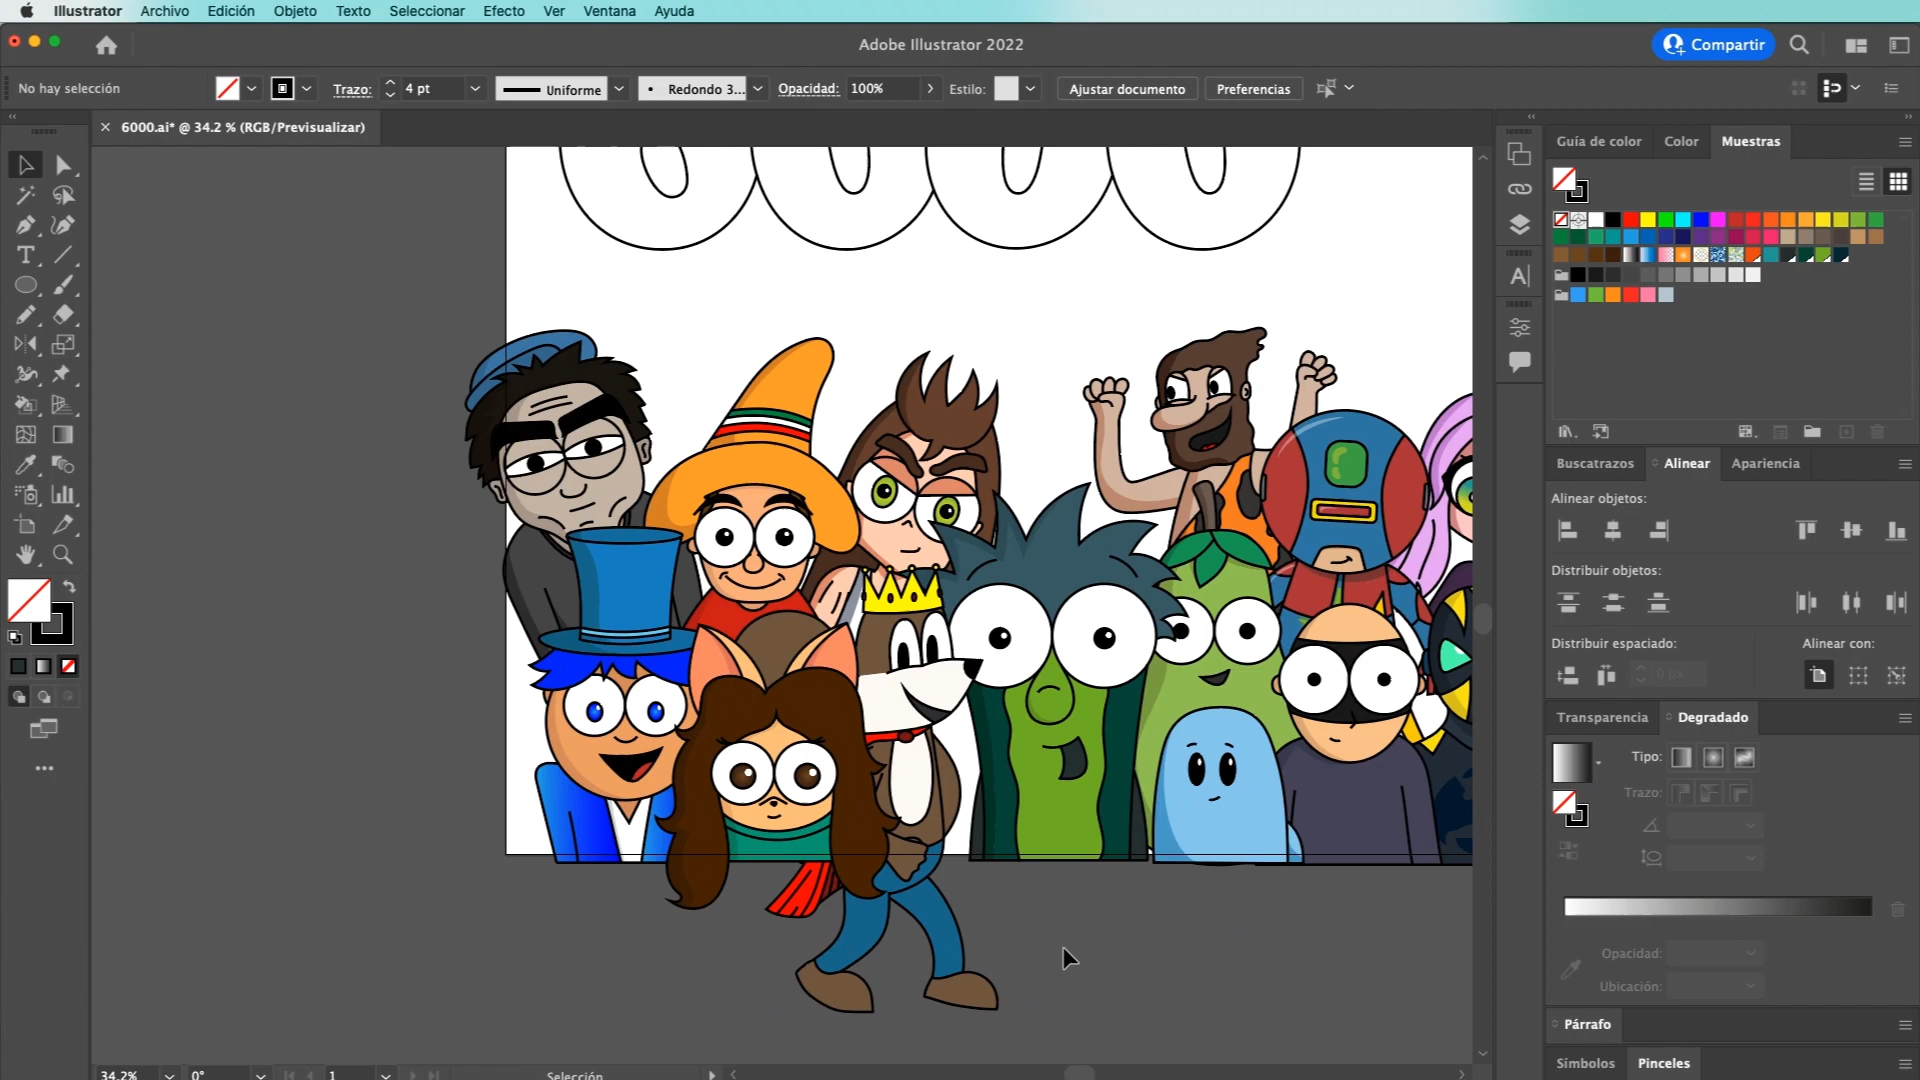 Illustrator Archivo Edición Objeto Texto Seleccionar Efecto Ver Ventana Ayuda
Adobe Illustrator 2022
Compartir
No hay selección
Trazo: 4 pt
Uniforme
Redondo 3...
Opacidad: 100%
Estilo:
Ajustar documento
Preferencias
6000.ai* @ 34.2 % (RGB/Previsualizar)
6000
Guía de color Color Muestras
Buscatrazos Alinear Apariencia
Alinear objetos:
Distribuir objetos:
Distribuir espaciado: Alinear con:
0 px
Transparencia Degradado
Tipo:
Trazo:
Opacidad:
Ubicación:
Párrafo
Símbolos Pinceles
34.2% 0° 1 Selección